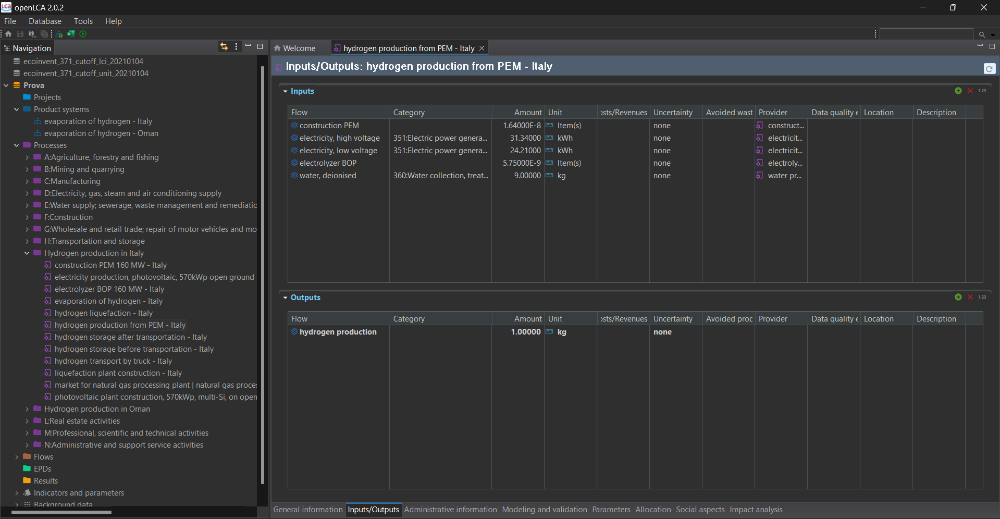 openLCA 2.0.2
File Database Tools Help
Navigation
ecoinvent_371_cutoff_lci_20210104
ecoinvent_371_cutoff_unit_20210104
Prova
Projects
Product systems
evaporation of hydrogen - Italy
evaporation of hydrogen - Oman
Processes
A:Agriculture, forestry and fishing
B:Mining and quarrying
C:Manufacturing
D:Electricity, gas, steam and air conditioning supply
E:Water supply; sewerage, waste management and remediatic
F:Construction
G:Wholesale and retail trade; repair of motor vehicles and mo
H:Transportation and storage
Hydrogen production in Italy
construction PEM 160 MW - Italy
electricity production, photovoltaic, 570kWp open ground
electrolyzer BOP 160 MW - Italy
evaporation of hydrogen - Italy
hydrogen liquefaction - Italy
hydrogen production from PEM - Italy
hydrogen storage after transportation - Italy
hydrogen storage before transportation - Italy
hydrogen transport by truck - Italy
liquefaction plant construction - Italy
market for natural gas processing plant | natural gas proce
photovoltaic plant construction, 570kWp, multi-Si, on open
Hydrogen production in Oman
L:Real estate activities
M:Professional, scientific and technical activities
N:Administrative and support service activities
Flows
EPDs
Results
Indicators and parameters
Background data
Welcome hydrogen production from PEM - Italy
Inputs/Outputs: hydrogen production from PEM - Italy
Inputs 1.23
Flow Category Amount Unit osts/Revenues Uncertainty Avoided wast Provider Data quality e Location Description
construction PEM 1.64000E-8 Item(s) none construct...
electricity, high voltage 351:Electric power genera... 31.34000 kWh none electricit...
electricity, low voltage 351:Electric power genera... 24.21000 kWh none electricit...
electrolyzer BOP 5.75000E-9 Item(s) none electroly...
water, deionised 360:Water collection, treat... 9.00000 kg none water pr...
Outputs 1.23
Flow Category Amount Unit osts/Revenues Uncertainty Avoided proc Provider Data quality e Location Description
hydrogen production 1.00000 kg none
General information Inputs/Outputs Administrative information Modeling and validation Parameters Allocation Social aspects Impact analysis